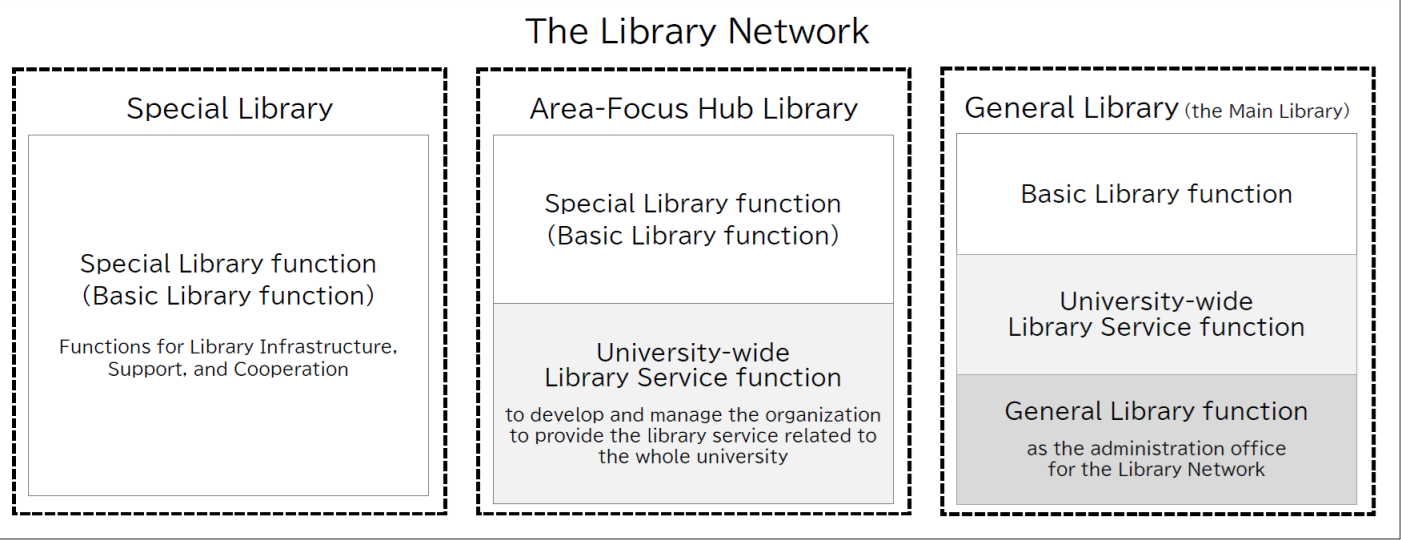 The Library Network
Special Library
Special Library function
(Basic Library function)
Functions for Library Infrastructure,
Support, and Cooperation
Area-Focus Hub Library
Special Library function
(Basic Library function)
University-wide
Library Service function
to develop and manage the organization
to provide the library service related to
the whole university
General Library (the Main Library)
Basic Library function
University-wide
Library Service function
General Library function
as the administration office
for the Library Network